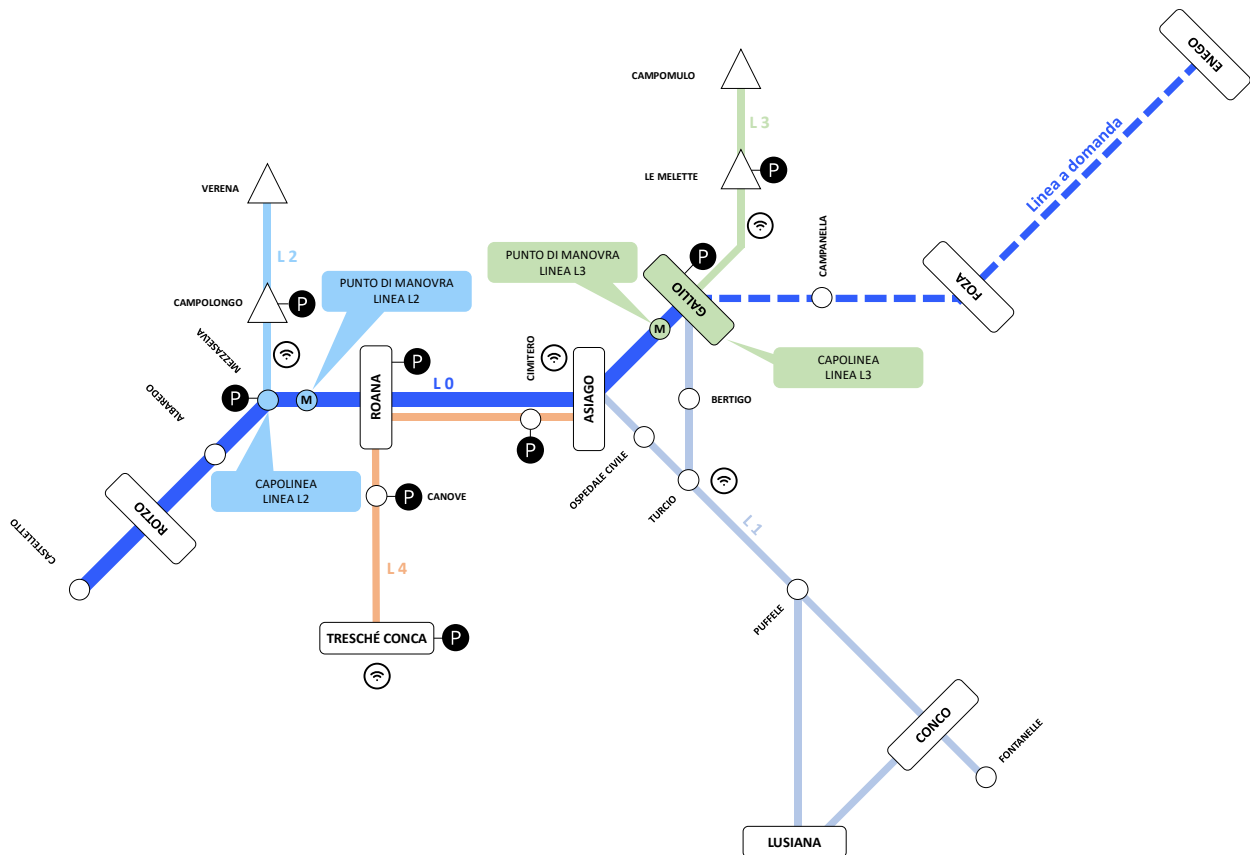 ENEGO
CAMPOMULO
L 3
Linea a domanda
LE MELETTE
P
VERENA
CAMPANELLA
L 2
PUNTO DI MANOVRA
LINEA L3
P
PUNTO DI MANOVRA
LINEA L2
GALLIO
FOZA
CAMPOLONGO
P
M
MEZZASELVA
CIMITERO
CAPOLINEA
LINEA L3
P
ROANA
L 0
ASIAGO
P
M
BERTIGO
ALBAREDO
P
OSPEDALE CIVILE
CAPOLINEA
LINEA L2
P
CANOVE
TURCIO
ROTZO
L 1
CASTELLETTO
L 4
PUFFELE
TRESCHÉ CONCA
P
CONCO
FONTANELLE
LUSIANA